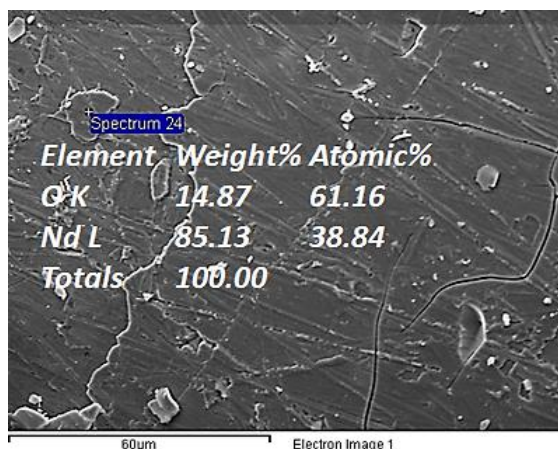 Spectrum 24
Element Weight% Atomic%
O K 14.87 61.16
Nd L 85.13 38.84
Totals 100.00
60µm Electron Image 1